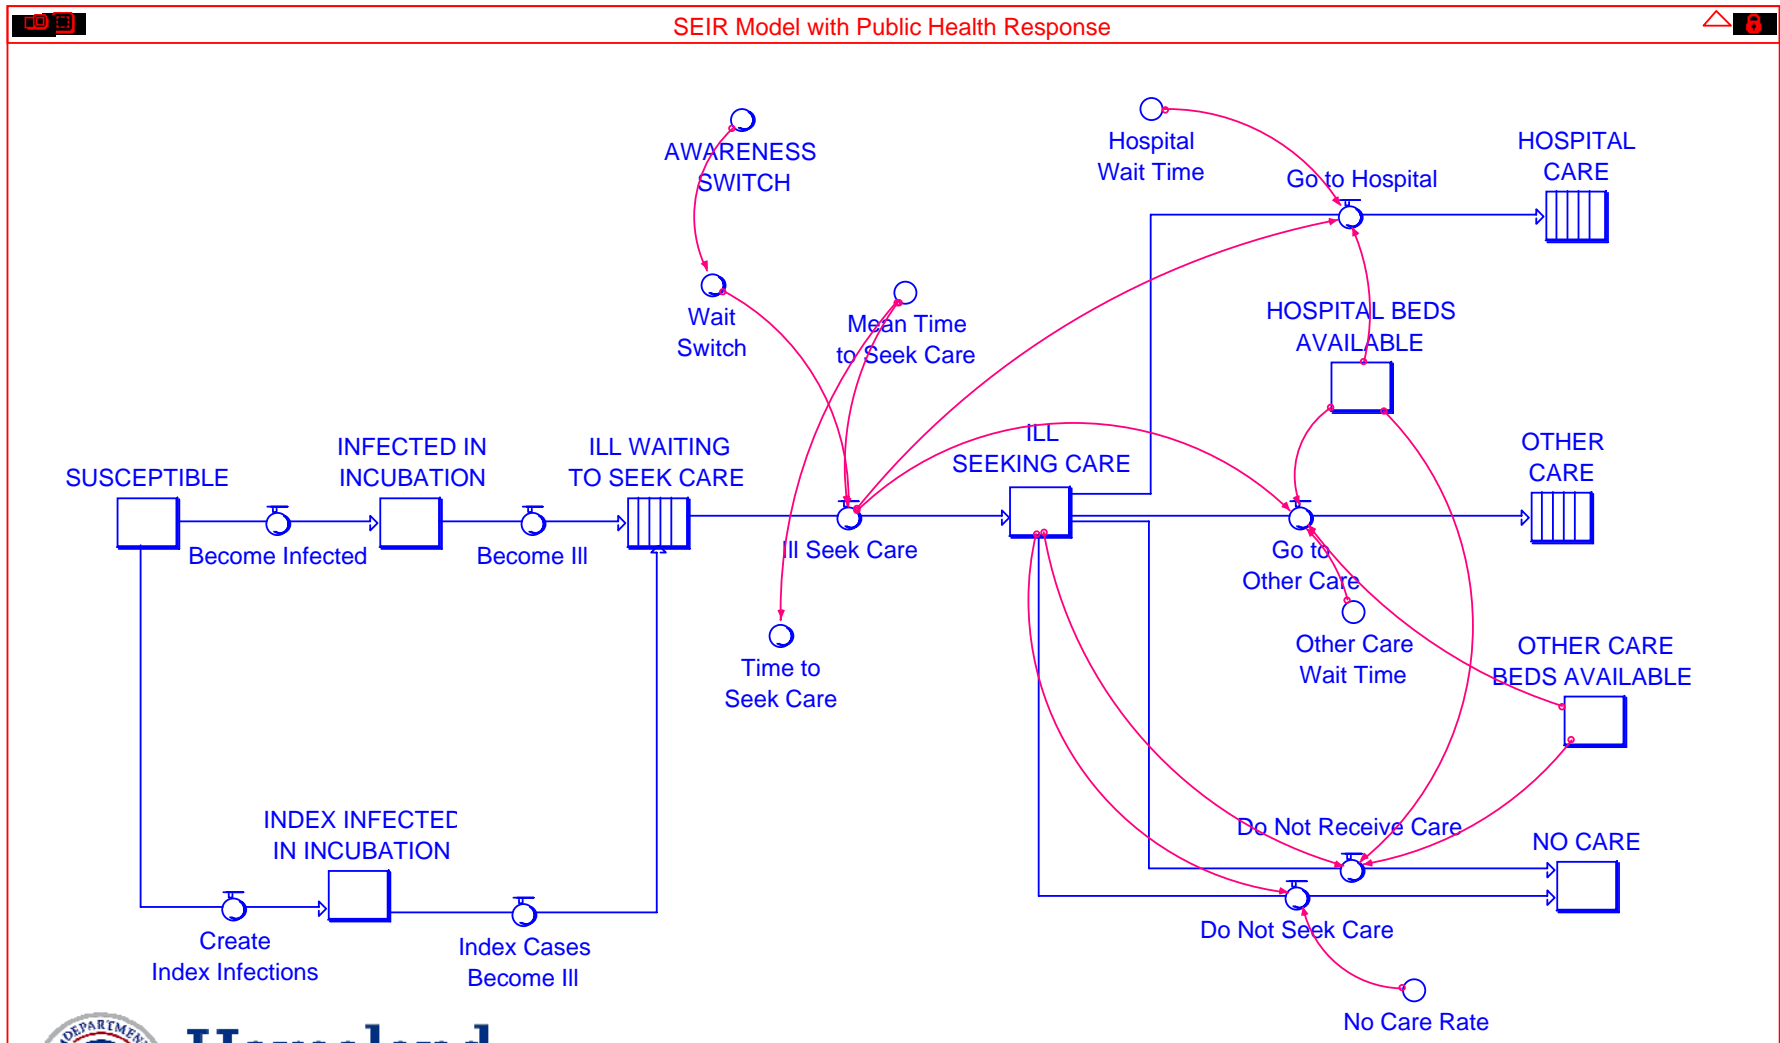 SEIR Model with Public Health Response
AWARENESS
SWITCH
Hospital
Wait Time
Go to Hospital
HOSPITAL
CARE
Wait
Switch
Mean Time
to Seek Care
HOSPITAL BEDS
AVAILABLE
SUSCEPTIBLE
INFECTED IN
INCUBATION
ILL WAITING
TO SEEK CARE
ILL
SEEKING CARE
OTHER
CARE
Become Infected
Become Ill
Ill Seek Care
Go to
Other Care
Time to
Seek Care
Other Care
Wait Time
OTHER CARE
BEDS AVAILABLE
INDEX INFECTED
IN INCUBATION
Do Not Receive Care
NO CARE
Create
Index Infections
Index Cases
Become Ill
Do Not Seek Care
No Care Rate
DEPARTMEN
Homeland